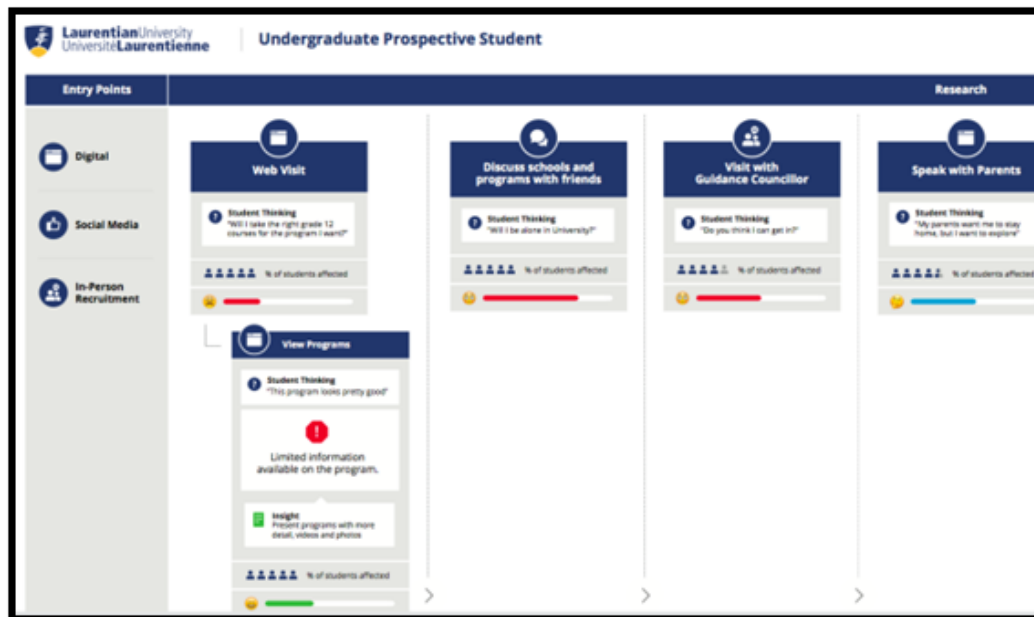 LaurentianUniversity
UniversitéLaurentienne
Undergraduate Prospective Student
Entry Points
Research
Digital
Social Media
In-Person
Recruitment
Web Visit
Student Thinking
"Will I take the right grade 12
courses for the program I want?"
% of students affected
View Programs
Student Thinking
"This program looks pretty good"
!
Limited information
available on the program.
Insight
Present programs with more
detail, videos and photos
% of students affected
Discuss schools and
programs with friends
Student Thinking
"Will I be alone in University?"
% of students affected
Visit with
Guidance Councillor
Student Thinking
"Do you think I can get in?"
% of students affected
Speak with Parents
Student Thinking
"My parents want me to stay
home, but I want to explore"
% of students affected